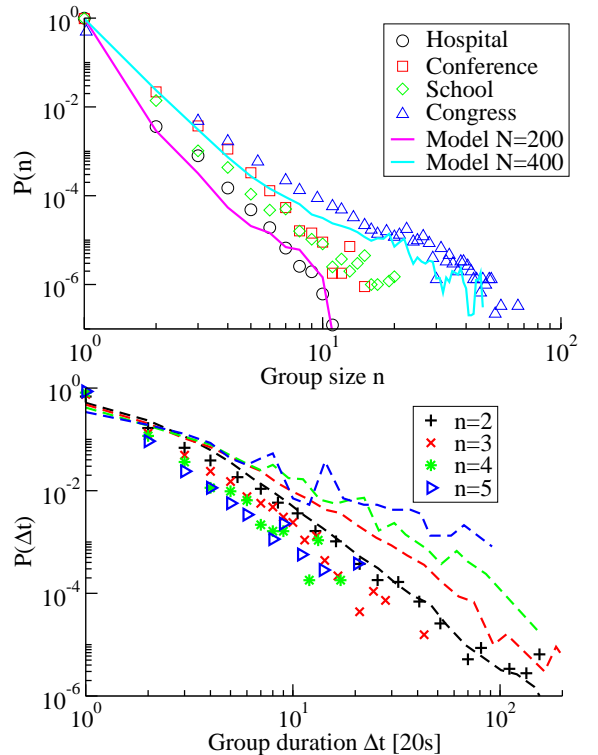 10^0
10^-2
10^-4
10^-6
P(n)
Hospital
Conference
School
Congress
Model N=200
Model N=400
10^0 10^1 10^2
Group size n
10^0
10^-2
10^-4
10^-6
P(Δt)
n=2
n=3
n=4
n=5
10^0 10^1 10^2
Group duration Δt [20s]